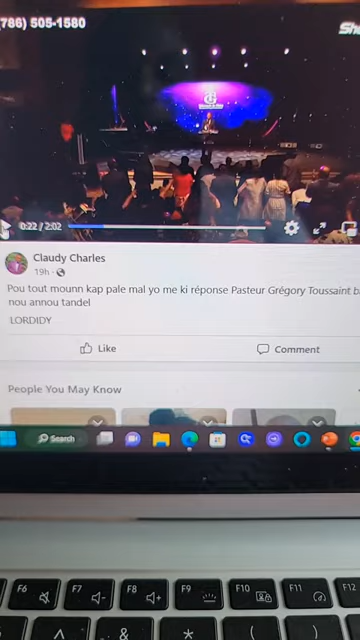 (786) 505-1580
0:22 / 2:02
Claudy Charles
19h
Pou tout mounn kap pale mal yo me ki réponse Pasteur Grégory Toussaint b
nou annou tandel
LORDIDY
Like
Comment
People You May Know
Search
F6
F7
F8
F9
F10
F11
F12
^
&
*
(
)